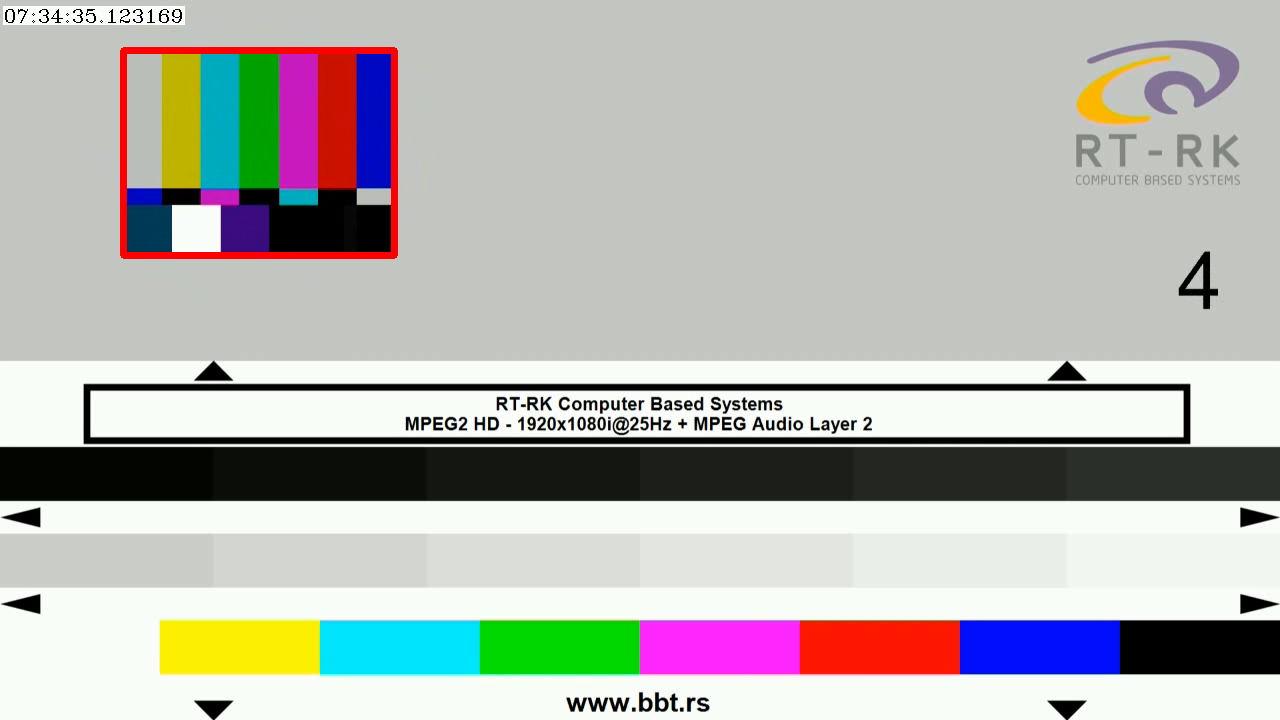 07:34:35.123169
RT-RK
COMPUTER BASED SYSTEMS
4
RT-RK Computer Based Systems
MPEG2 HD - 1920x1080i@25Hz + MPEG Audio Layer 2
www.bbt.rs